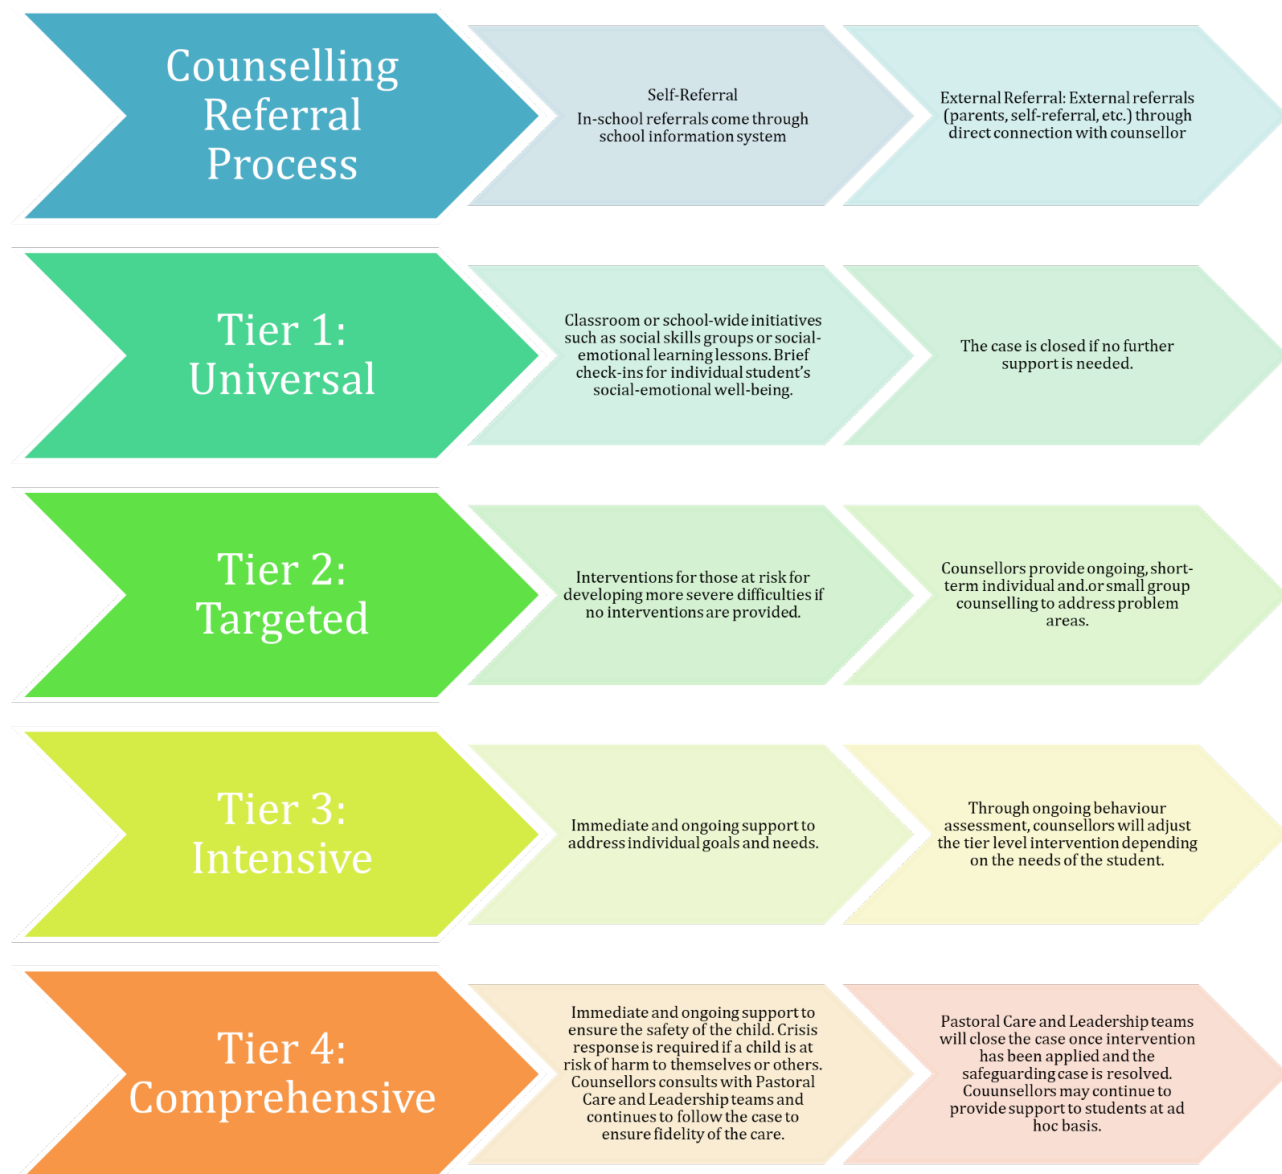 Counselling
Referral
Process
Self-Referral
In-school referrals come through
school information system
External Referral: External referrals
(parents, self-referral, etc.) through
direct connection with counsellor
Tier 1:
Universal
Classroom or school-wide initiatives
such as social skills groups or social-
emotional learning lessons. Brief
check-ins for individual student’s
social-emotional well-being.
The case is closed if no further
support is needed.
Tier 2:
Targeted
Interventions for those at risk for
developing more severe difficulties if
no interventions are provided.
Counsellors provide ongoing, short-
term individual and.or small group
counselling to address problem
areas.
Tier 3:
Intensive
Immediate and ongoing support to
address individual goals and needs.
Through ongoing behaviour
assessment, counsellors will adjust
the tier level intervention depending
on the needs of the student.
Tier 4:
Comprehensive
Immediate and ongoing support to
ensure the safety of the child. Crisis
response is required if a child is at
risk of harm to themselves or others.
Counsellors consults with Pastoral
Care and Leadership teams and
continues to follow the case to
ensure fidelity of the care.
Pastoral Care and Leadership teams
will close the case once intervention
has been applied and the
safeguarding case is resolved.
Couunsellors may continue to
provide support to students at ad
hoc basis.